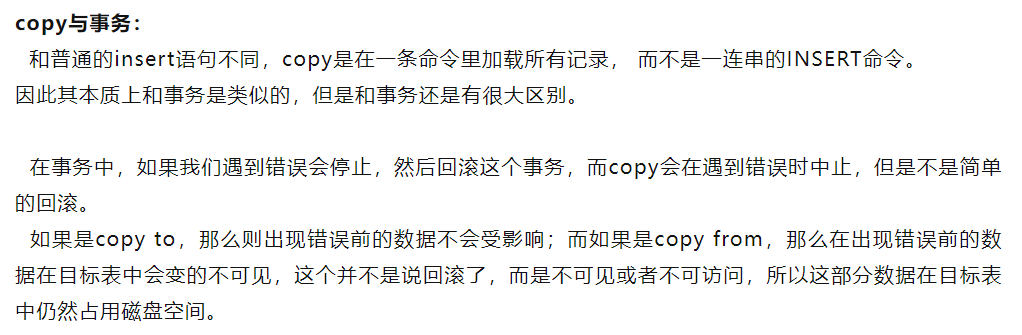 copy与事务：
和普通的insert语句不同，copy是在一条命令里加载所有记录， 而不是一连串的INSERT命令。
因此其本质上和事务是类似的，但是和事务还是有很大区别。
在事务中，如果我们遇到错误会停止，然后回滚这个事务，而copy会在遇到错误时中止，但是不是简单
的回滚。
如果是copy to，那么则出现错误前的数据不会受影响；而如果是copy from，那么在出现错误前的数
据在目标表中会变的不可见，这个并不是说回滚了，而是不可见或者不可访问，所以这部分数据在目标表
中仍然占用磁盘空间。